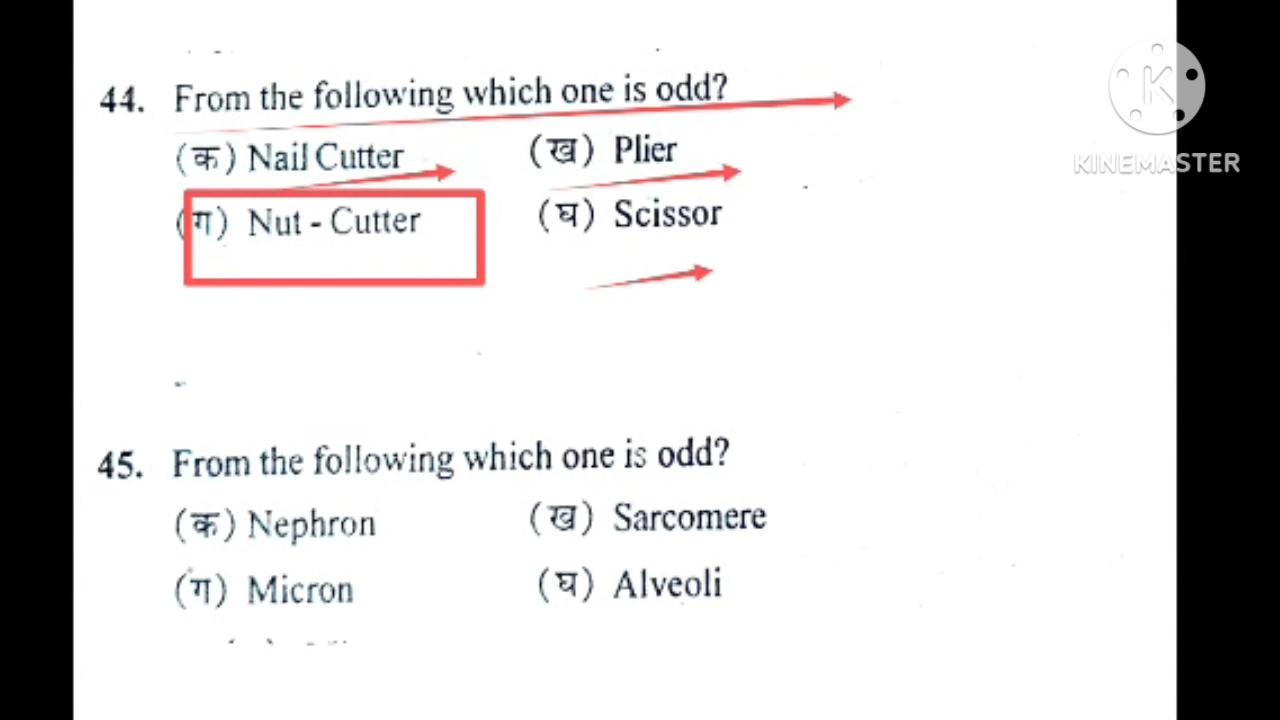 44. From the following which one is odd?
(क) Nail Cutter (ख) Plier
(ग) Nut - Cutter (घ) Scissor
45. From the following which one is odd?
(क) Nephron (ख) Sarcomere
(ग) Micron (घ) Alveoli
K
KINEMASTER